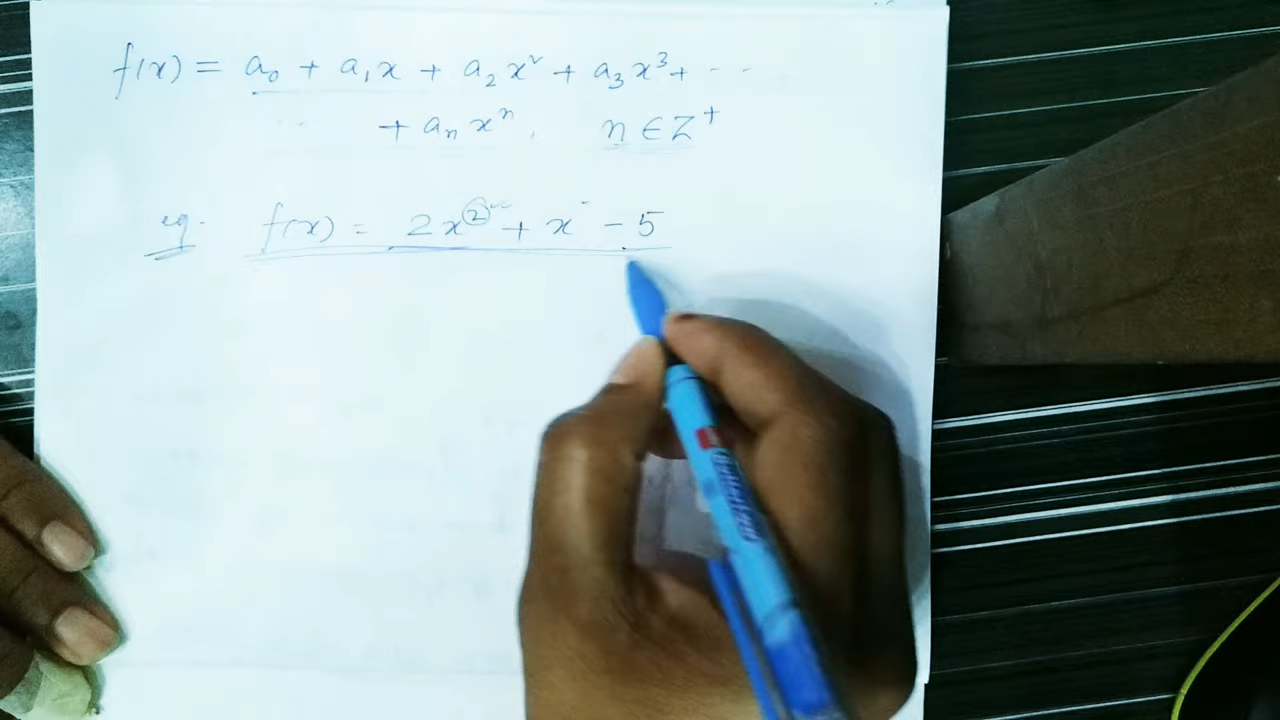 f(x) = a₀ + a₁x + a₂x² + a₃x³ + ---
+ aₙxⁿ, n ∈ Z⁺
eg. f(x) = 2x² + x - 5